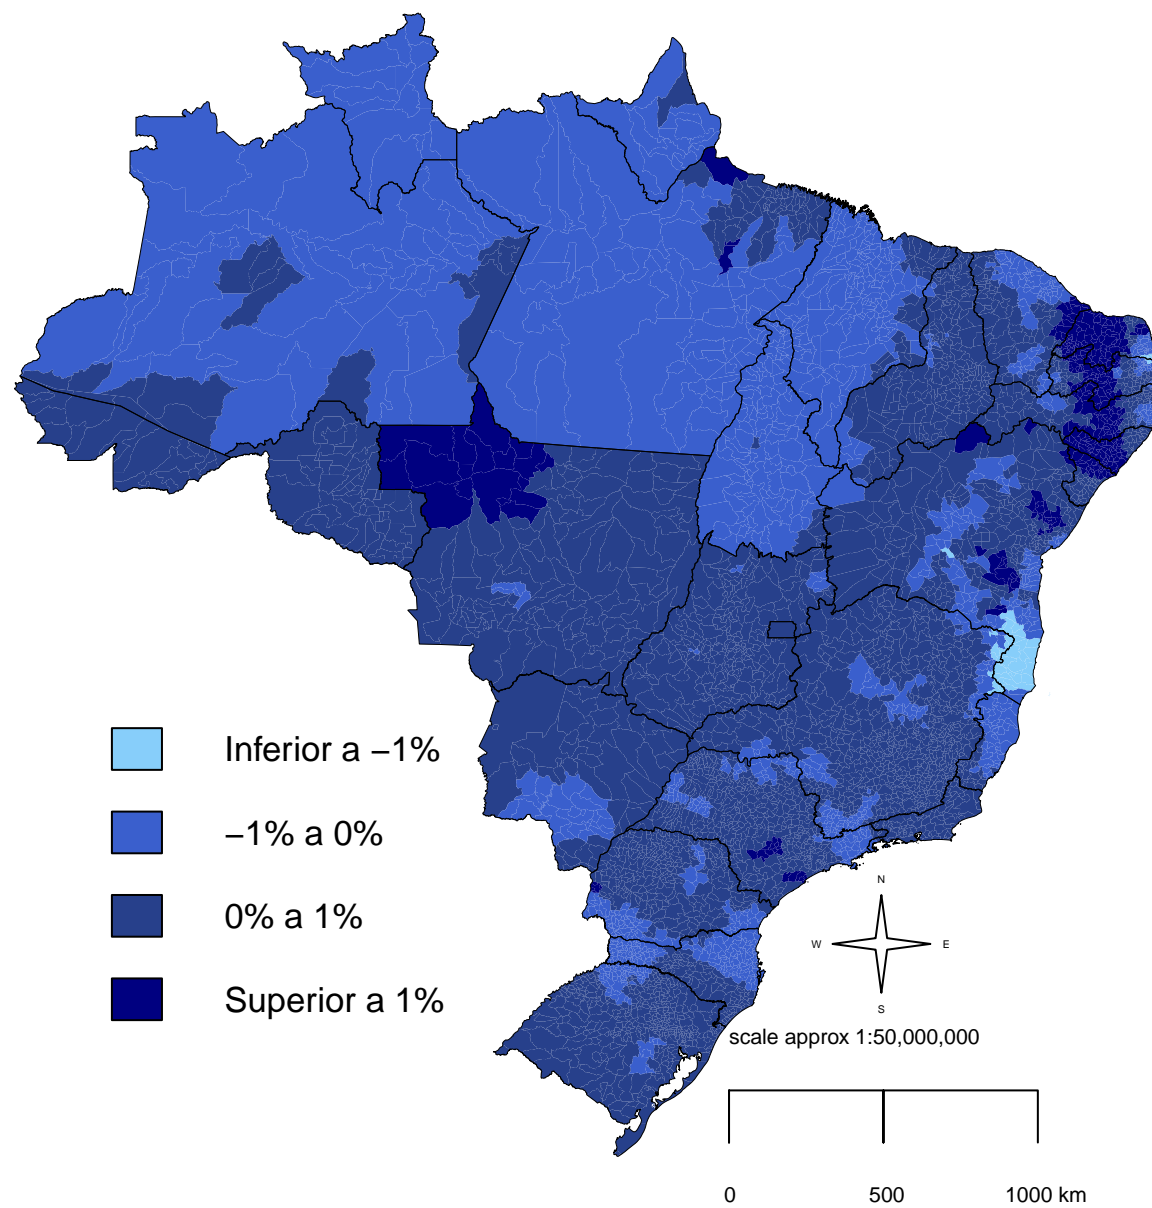 Inferior a −1%
−1% a 0%
0% a 1%
Superior a 1%
N
W
E
S
scale approx 1:50,000,000
0
500
1000 km